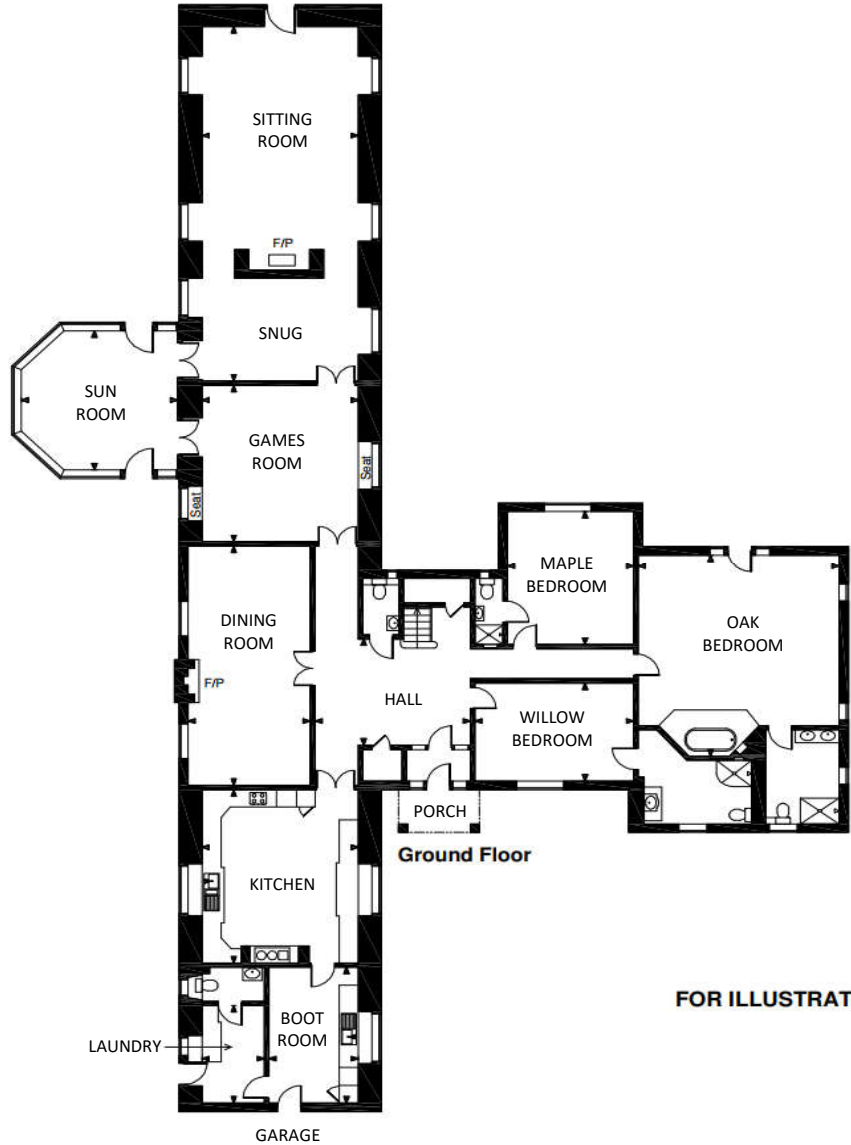 SITTING
ROOM
F/P
SNUG
SUN
ROOM
GAMES
ROOM
Seat
Seat
MAPLE
BEDROOM
OAK
BEDROOM
DINING
ROOM
F/P
HALL
WILLOW
BEDROOM
PORCH
Ground Floor
KITCHEN
FOR ILLUSTRAT
BOOT
ROOM
LAUNDRY
GARAGE